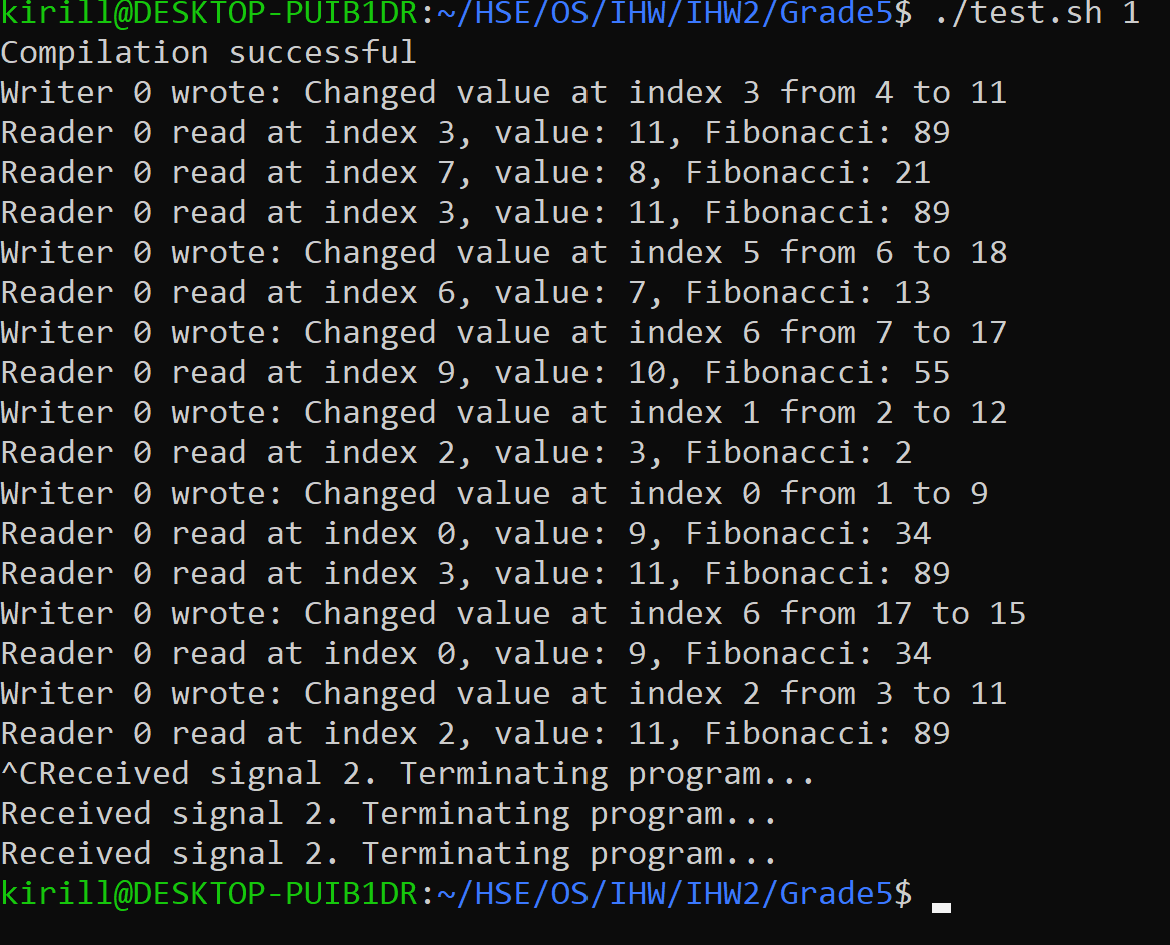 kirill@DESKTOP-PUIB1DR:~/HSE/OS/IHW/IHW2/Grade5$ ./test.sh 1
Compilation successful
Writer 0 wrote: Changed value at index 3 from 4 to 11
Reader 0 read at index 3, value: 11, Fibonacci: 89
Reader 0 read at index 7, value: 8, Fibonacci: 21
Reader 0 read at index 3, value: 11, Fibonacci: 89
Writer 0 wrote: Changed value at index 5 from 6 to 18
Reader 0 read at index 6, value: 7, Fibonacci: 13
Writer 0 wrote: Changed value at index 6 from 7 to 17
Reader 0 read at index 9, value: 10, Fibonacci: 55
Writer 0 wrote: Changed value at index 1 from 2 to 12
Reader 0 read at index 2, value: 3, Fibonacci: 2
Writer 0 wrote: Changed value at index 0 from 1 to 9
Reader 0 read at index 0, value: 9, Fibonacci: 34
Reader 0 read at index 3, value: 11, Fibonacci: 89
Writer 0 wrote: Changed value at index 6 from 17 to 15
Reader 0 read at index 0, value: 9, Fibonacci: 34
Writer 0 wrote: Changed value at index 2 from 3 to 11
Reader 0 read at index 2, value: 11, Fibonacci: 89
^CReceived signal 2. Terminating program...
Received signal 2. Terminating program...
Received signal 2. Terminating program...
kirill@DESKTOP-PUIB1DR:~/HSE/OS/IHW/IHW2/Grade5$